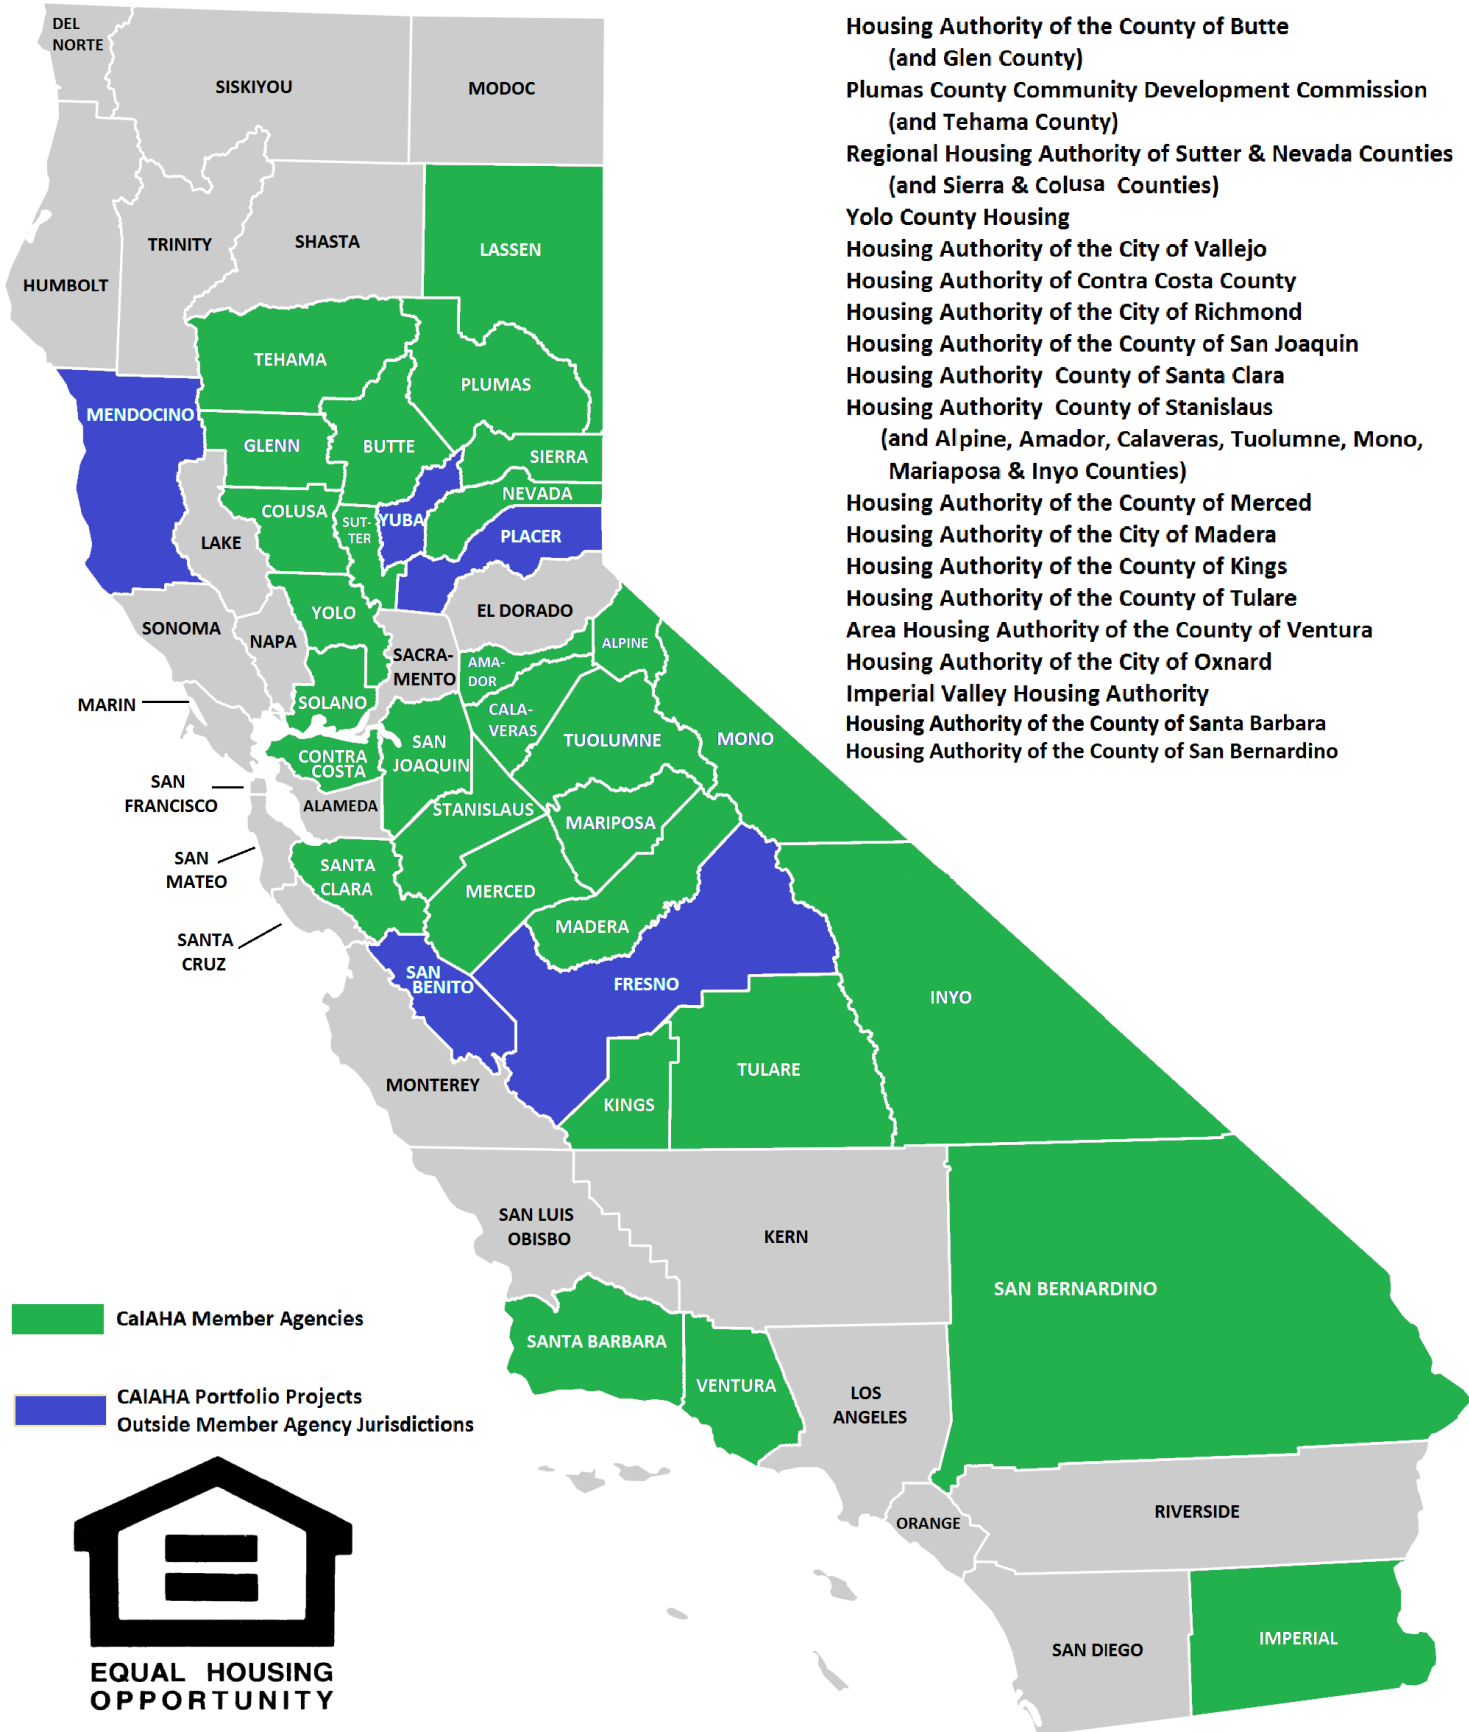 DEL
NORTE
SISKIYOU
MODOC
HUMBOLT
TRINITY
SHASTA
LASSEN
TEHAMA
PLUMAS
MENDOCINO
GLENN
BUTTE
SIERRA
NEVADA
COLUSA
SUT-
TER
YUBA
PLACER
LAKE
EL DORADO
YOLO
SONOMA
NAPA
SACRA-
MENTO
AMA-
DOR
ALPINE
MARIN
SOLANO
CALA-
VERAS
CONTRA
COSTA
SAN
JOAQUIN
TUOLUMNE
MONO
SAN
FRANCISCO
ALAMEDA
STANISLAUS
MARIPOSA
SAN
MATEO
SANTA
CLARA
MERCED
MADERA
SANTA
CRUZ
SAN
BENITO
FRESNO
INYO
MONTEREY
KINGS
TULARE
SAN LUIS
OBISBO
KERN
SAN BERNARDINO
SANTA BARBARA
VENTURA
LOS
ANGELES
ORANGE
RIVERSIDE
SAN DIEGO
IMPERIAL
Housing Authority of the County of Butte
(and Glen County)
Plumas County Community Development Commission
(and Tehama County)
Regional Housing Authority of Sutter & Nevada Counties
(and Sierra & Colusa Counties)
Yolo County Housing
Housing Authority of the City of Vallejo
Housing Authority of Contra Costa County
Housing Authority of the City of Richmond
Housing Authority of the County of San Joaquin
Housing Authority County of Santa Clara
Housing Authority County of Stanislaus
(and Alpine, Amador, Calaveras, Tuolumne, Mono,
Mariaposa & Inyo Counties)
Housing Authority of the County of Merced
Housing Authority of the City of Madera
Housing Authority of the County of Kings
Housing Authority of the County of Tulare
Area Housing Authority of the County of Ventura
Housing Authority of the City of Oxnard
Imperial Valley Housing Authority
Housing Authority of the County of Santa Barbara
Housing Authority of the County of San Bernardino
CalAHA Member Agencies
CAlAHA Portfolio Projects
Outside Member Agency Jurisdictions
EQUAL HOUSING
OPPORTUNITY